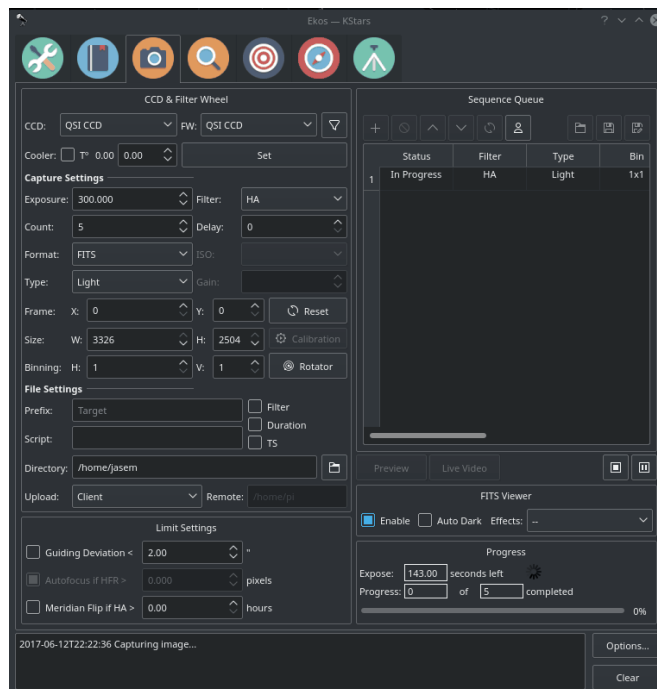 Ekos — KStars
CCD & Filter Wheel
CCD: QSI CCD FW: QSI CCD
Cooler: T° 0.00 0.00 Set
Capture Settings
Exposure: 300.000 Filter: HA
Count: 5 Delay: 0
Format: FITS ISO:
Type: Light Gain:
Frame: X: 0 Y: 0 Reset
Size: W: 3326 H: 2504 Calibration
Binning: H: 1 V: 1 Rotator
File Settings
Prefix: Target Filter
Duration
Script: TS
Directory: /home/jasem
Upload: Client Remote: /home/pi
Limit Settings
Guiding Deviation < 2.00 "
Autofocus if HFR > 0.000 pixels
Meridian Flip if HA > 0.00 hours
Sequence Queue
Status Filter Type Bin
1 In Progress HA Light 1x1
Preview Live Video
FITS Viewer
Enable Auto Dark Effects: --
Progress
Expose: 143.00 seconds left
Progress: 0 of 5 completed
0%
2017-06-12T22:22:36 Capturing image...
Options...
Clear